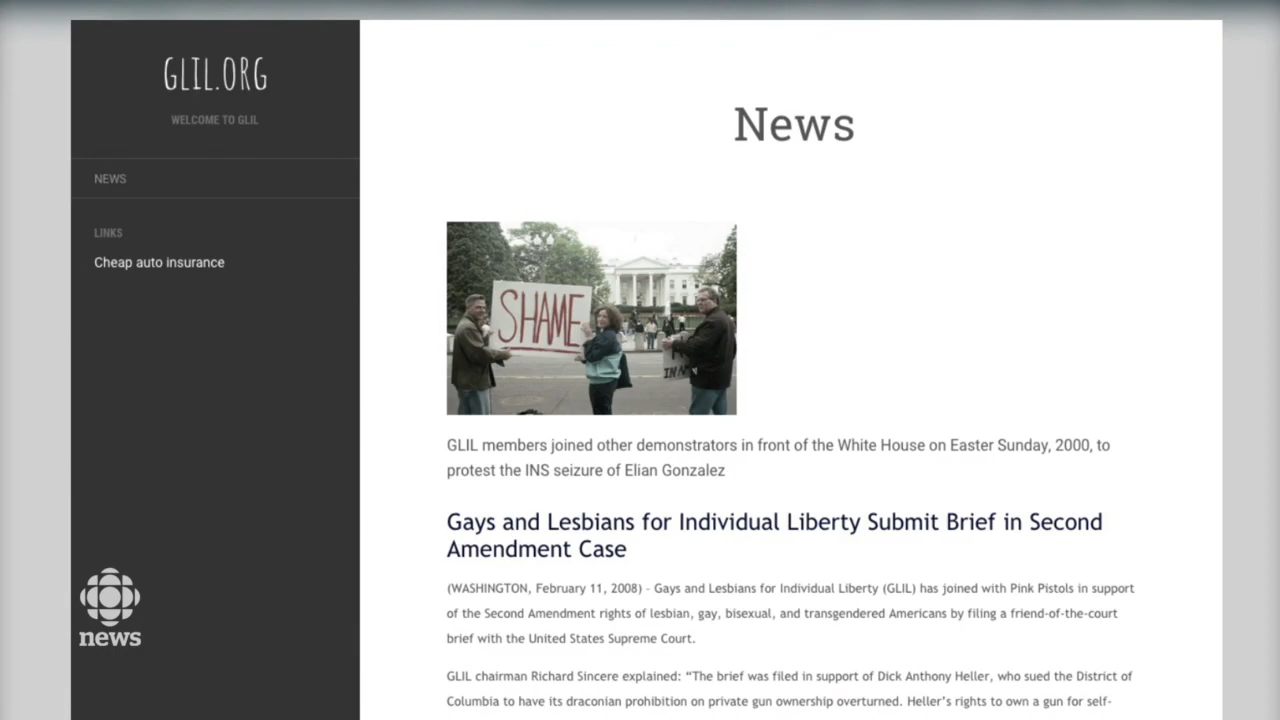 GLIL.ORG
WELCOME TO GLIL
NEWS
LINKS
Cheap auto insurance
news
News
SHAME
GLIL members joined other demonstrators in front of the White House on Easter Sunday, 2000, to
protest the INS seizure of Elian Gonzalez
Gays and Lesbians for Individual Liberty Submit Brief in Second
Amendment Case
(WASHINGTON, February 11, 2008) – Gays and Lesbians for Individual Liberty (GLIL) has joined with Pink Pistols in support
of the Second Amendment rights of lesbian, gay, bisexual, and transgendered Americans by filing a friend-of-the-court
brief with the United States Supreme Court.
GLIL chairman Richard Sincere explained: “The brief was filed in support of Dick Anthony Heller, who sued the District of
Columbia to have its draconian prohibition on private gun ownership overturned. Heller’s rights to own a gun for self-